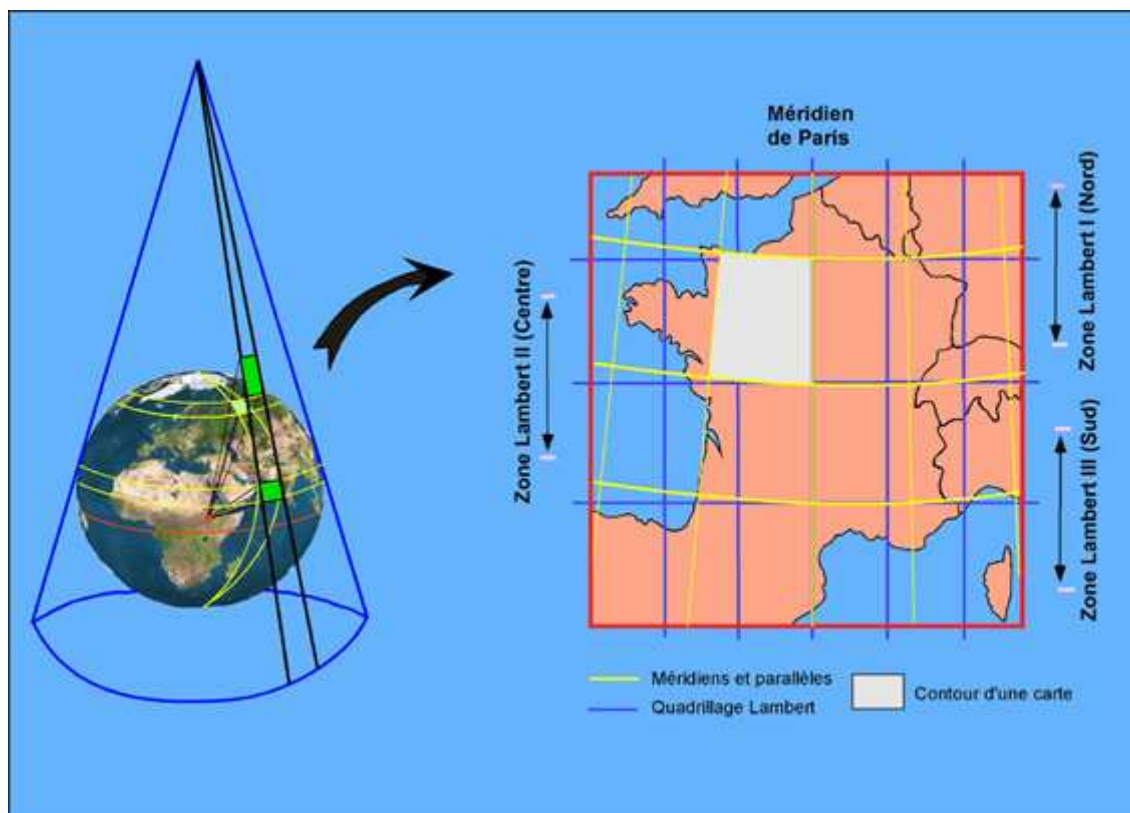 Méridien
de Paris
Zone Lambert I (Nord)
Zone Lambert II (Centre)
Zone Lambert III (Sud)
Méridiens et parallèles
Quadrillage Lambert
Contour d'une carte